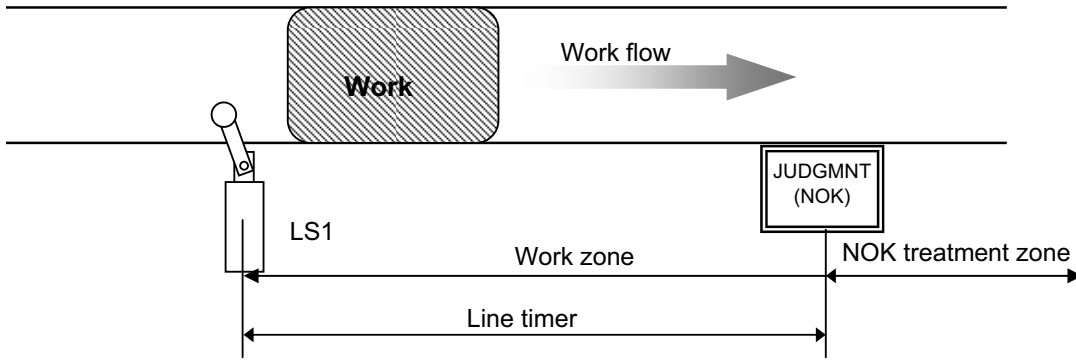 Work flow
Work
JUDGMNT
(NOK)
LS1
Work zone
NOK treatment zone
Line timer